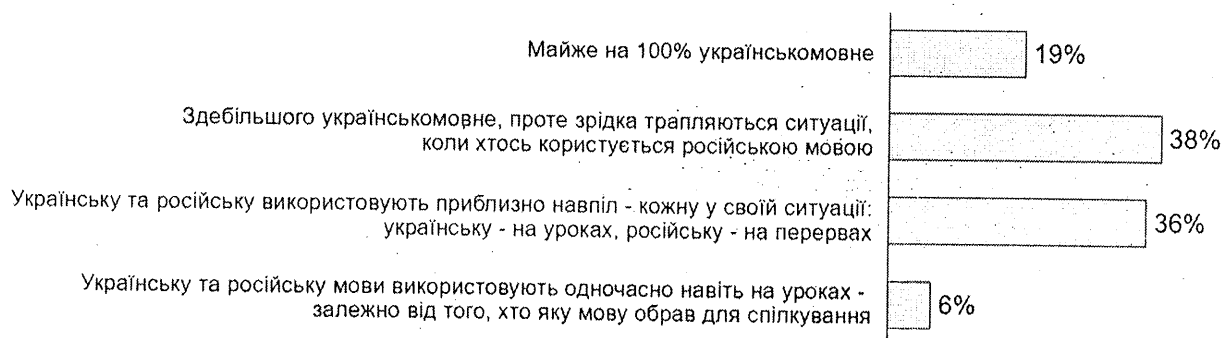 Майже на 100% українськомовне
19%
Здебільшого українськомовне, проте зрідка трапляються ситуації,
коли хтось користується російською мовою
38%
Українську та російську використовують приблизно навпіл - кожну у своїй ситуації:
українську - на уроках, російську - на перервах
36%
Українську та російську мови використовують одночасно навіть на уроках -
залежно від того, хто яку мову обрав для спілкування
6%